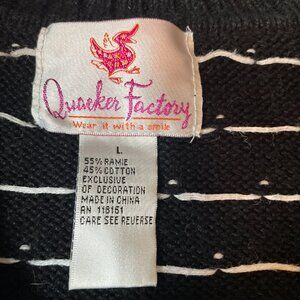 Quacker Factory
Wear it with a smile
L
55% RAMIE
45% COTTON
EXCLUSIVE
OF DECORATION
MADE IN CHINA
RN 118151
CARE SEE REVERSE